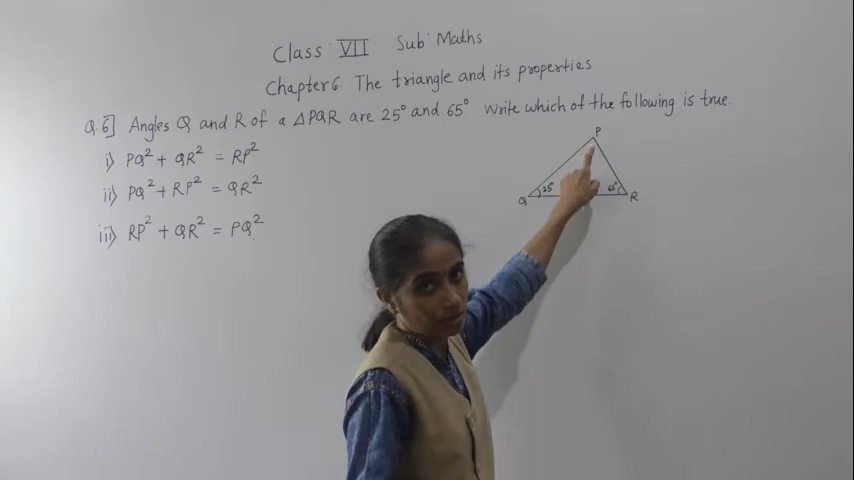 Class VII Sub' Maths
Chapter 6 The triangle and its properties
Q.6] Angles Q and R of a △PQR are 25° and 65° Write which of the following is true.
i) PQ² + QR² = RP²
ii) PQ² + RP² = QR²
iii) RP² + QR² = PQ²
P
Q 25° 65° R